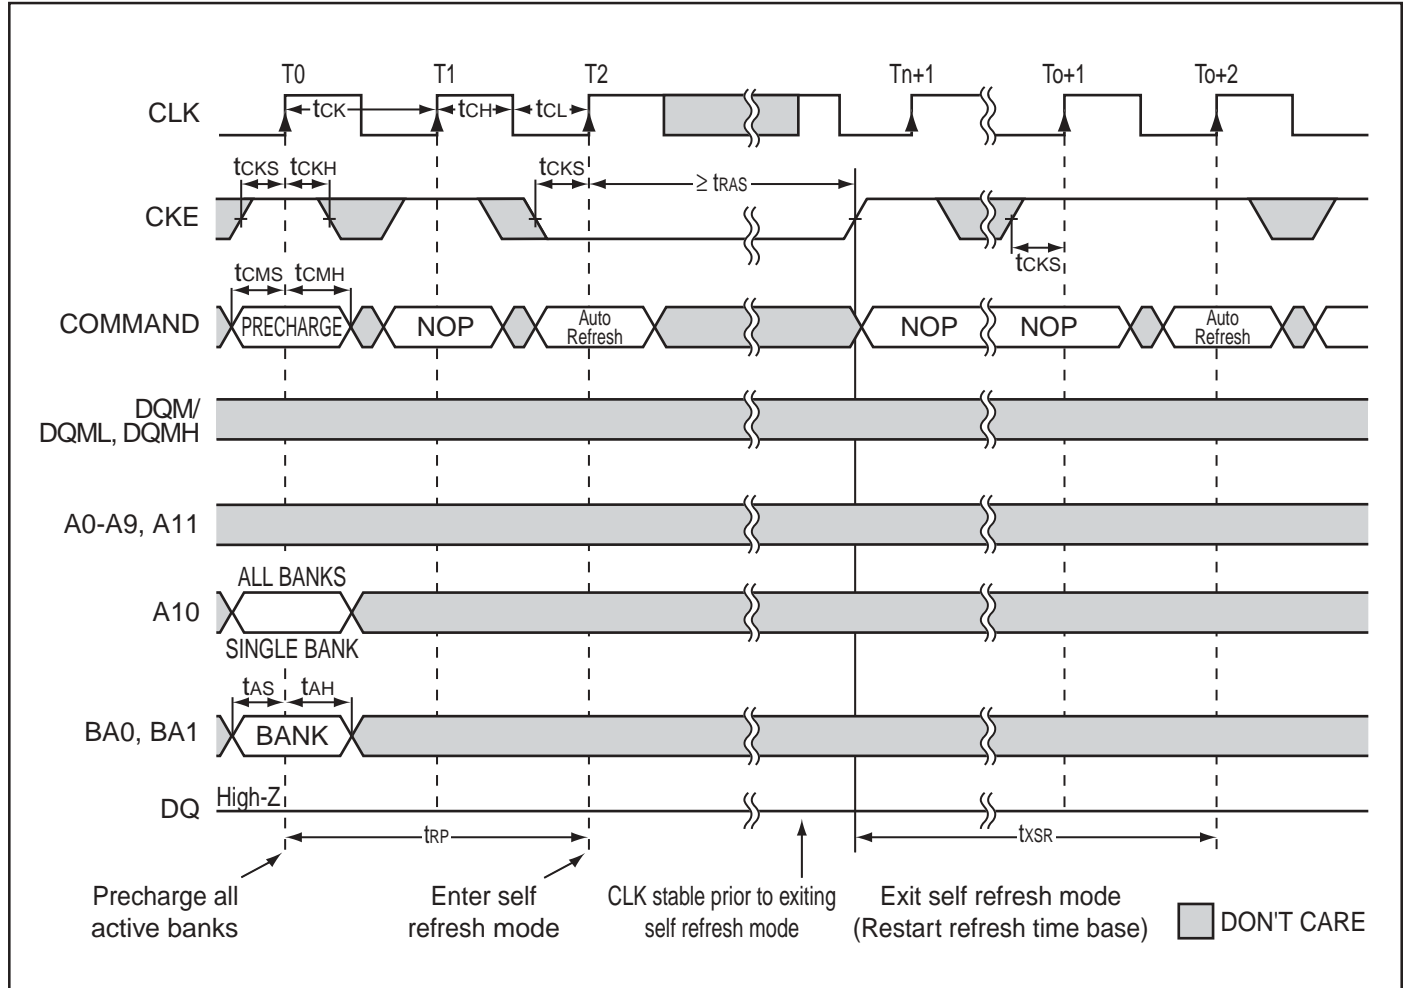 T0 T1 T2 Tn+1 To+1 To+2
CLK
tCK tCH tCL
tCKS tCKH tCKS ≥ tRAS
CKE
tCKS
tCMS tCMH
COMMAND
PRECHARGE NOP Auto Refresh NOP NOP Auto Refresh
DQM/
DQML, DQMH
A0-A9, A11
ALL BANKS
A10
SINGLE BANK
tAS tAH
BA0, BA1
BANK
High-Z
DQ
tRP tXSR
Precharge all
active banks
Enter self
refresh mode
CLK stable prior to exiting
self refresh mode
Exit self refresh mode
(Restart refresh time base)
DON'T CARE